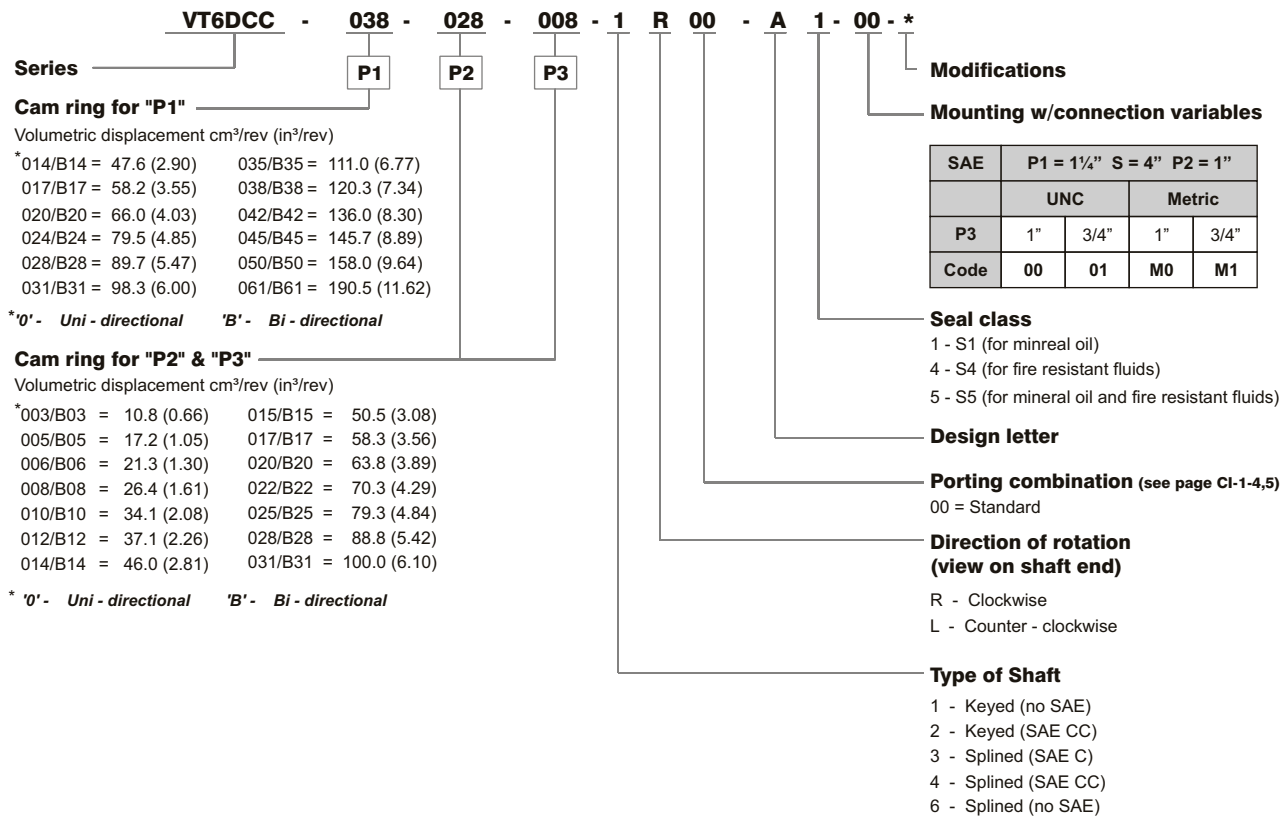 VT6DCC - 038 - 028 - 008 - 1 R 00 - A 1 - 00 - *
P1 P2 P3
Series
Cam ring for "P1"
Volumetric displacement cm³/rev (in³/rev)
*014/B14 = 47.6 (2.90) 035/B35 = 111.0 (6.77)
017/B17 = 58.2 (3.55) 038/B38 = 120.3 (7.34)
020/B20 = 66.0 (4.03) 042/B42 = 136.0 (8.30)
024/B24 = 79.5 (4.85) 045/B45 = 145.7 (8.89)
028/B28 = 89.7 (5.47) 050/B50 = 158.0 (9.64)
031/B31 = 98.3 (6.00) 061/B61 = 190.5 (11.62)
*'0' - Uni - directional 'B' - Bi - directional
Cam ring for "P2" & "P3"
Volumetric displacement cm³/rev (in³/rev)
*003/B03 = 10.8 (0.66) 015/B15 = 50.5 (3.08)
005/B05 = 17.2 (1.05) 017/B17 = 58.3 (3.56)
006/B06 = 21.3 (1.30) 020/B20 = 63.8 (3.89)
008/B08 = 26.4 (1.61) 022/B22 = 70.3 (4.29)
010/B10 = 34.1 (2.08) 025/B25 = 79.3 (4.84)
012/B12 = 37.1 (2.26) 028/B28 = 88.8 (5.42)
014/B14 = 46.0 (2.81) 031/B31 = 100.0 (6.10)
* '0' - Uni - directional 'B' - Bi - directional
Modifications
Mounting w/connection variables
SAE P1 = 1¼” S = 4” P2 = 1”
UNC Metric
P3 1” 3/4” 1” 3/4”
Code 00 01 M0 M1
Seal class
1 - S1 (for minreal oil)
4 - S4 (for fire resistant fluids)
5 - S5 (for mineral oil and fire resistant fluids)
Design letter
Porting combination (see page CI-1-4,5)
00 = Standard
Direction of rotation
(view on shaft end)
R - Clockwise
L - Counter - clockwise
Type of Shaft
1 - Keyed (no SAE)
2 - Keyed (SAE CC)
3 - Splined (SAE C)
4 - Splined (SAE CC)
6 - Splined (no SAE)